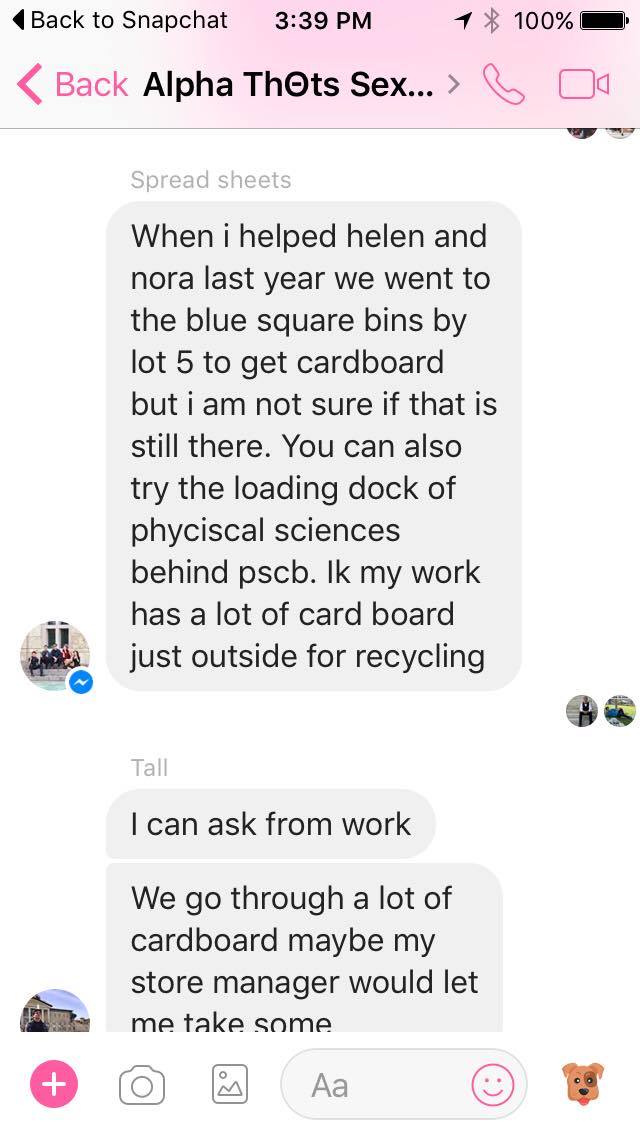 Back to Snapchat 3:39 PM 100%
Back Alpha ThΘts Sex... >
Spread sheets
When i helped helen and
nora last year we went to
the blue square bins by
lot 5 to get cardboard
but i am not sure if that is
still there. You can also
try the loading dock of
phyciscal sciences
behind pscb. Ik my work
has a lot of card board
just outside for recycling
Tall
I can ask from work
We go through a lot of
cardboard maybe my
store manager would let
me take some
Aa